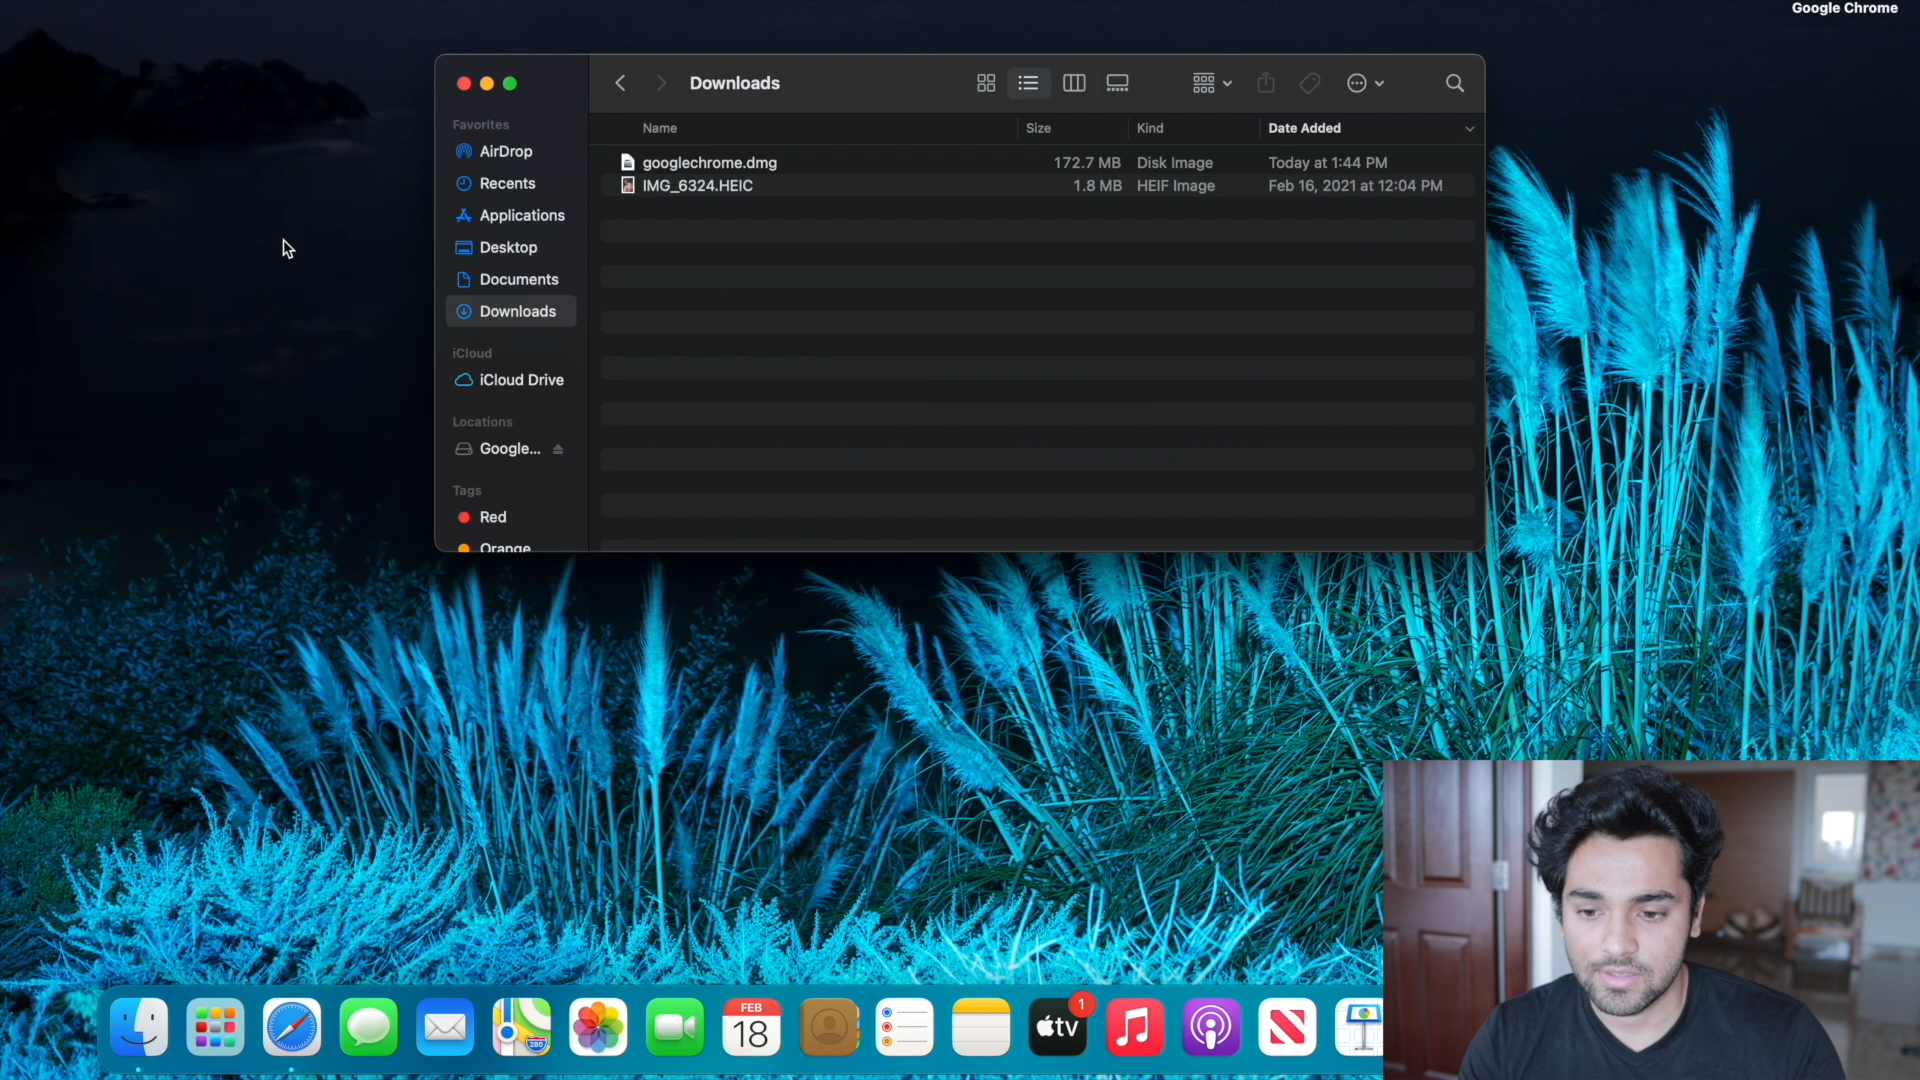 Google Chrome
Downloads
Favorites
AirDrop
Recents
Applications
Desktop
Documents
Downloads
iCloud
iCloud Drive
Locations
Google...
Tags
Red
Orange
Name Size Kind Date Added
googlechrome.dmg 172.7 MB Disk Image Today at 1:44 PM
IMG_6324.HEIC 1.8 MB HEIF Image Feb 16, 2021 at 12:04 PM
280
FEB
18
tv
1